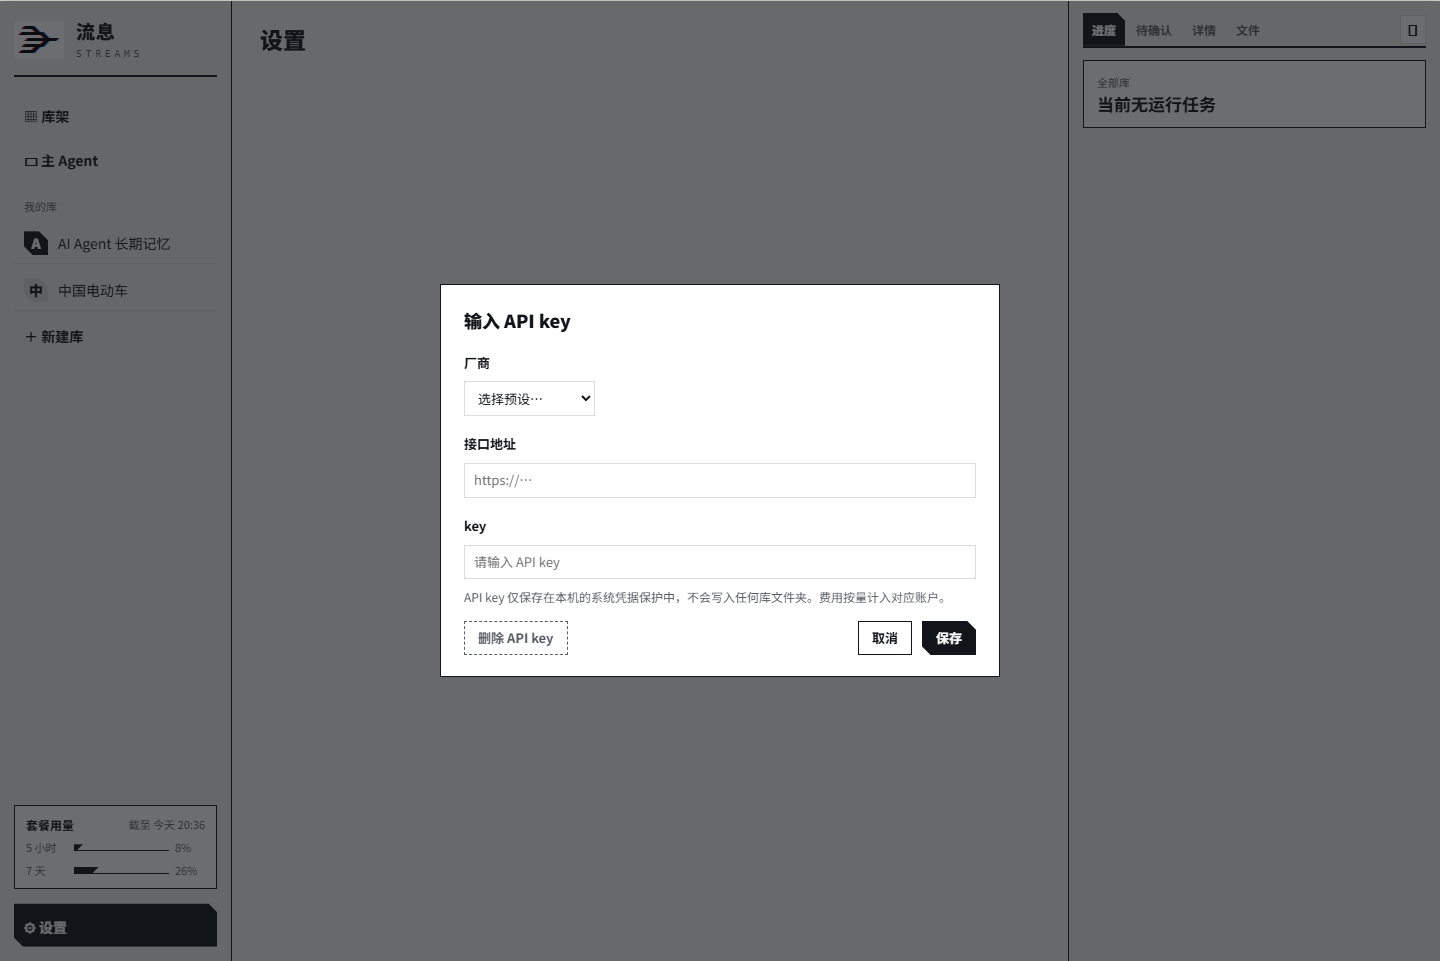 流息
STREAMS
库架
主 Agent
我的库
A
AI Agent 长期记忆
中
中国电动车
+ 新建库
套餐用量 截至 今天 20:36
5 小时 8%
7 天 26%
设置
设置
输入 API key
厂商
选择预设…
接口地址
https://…
key
请输入 API key
API key 仅保存在本机的系统凭据保护中，不会写入任何库文件夹。费用按量计入对应账户。
删除 API key 取消 保存
进度 待确认 详情 文件
全部库
当前无运行任务